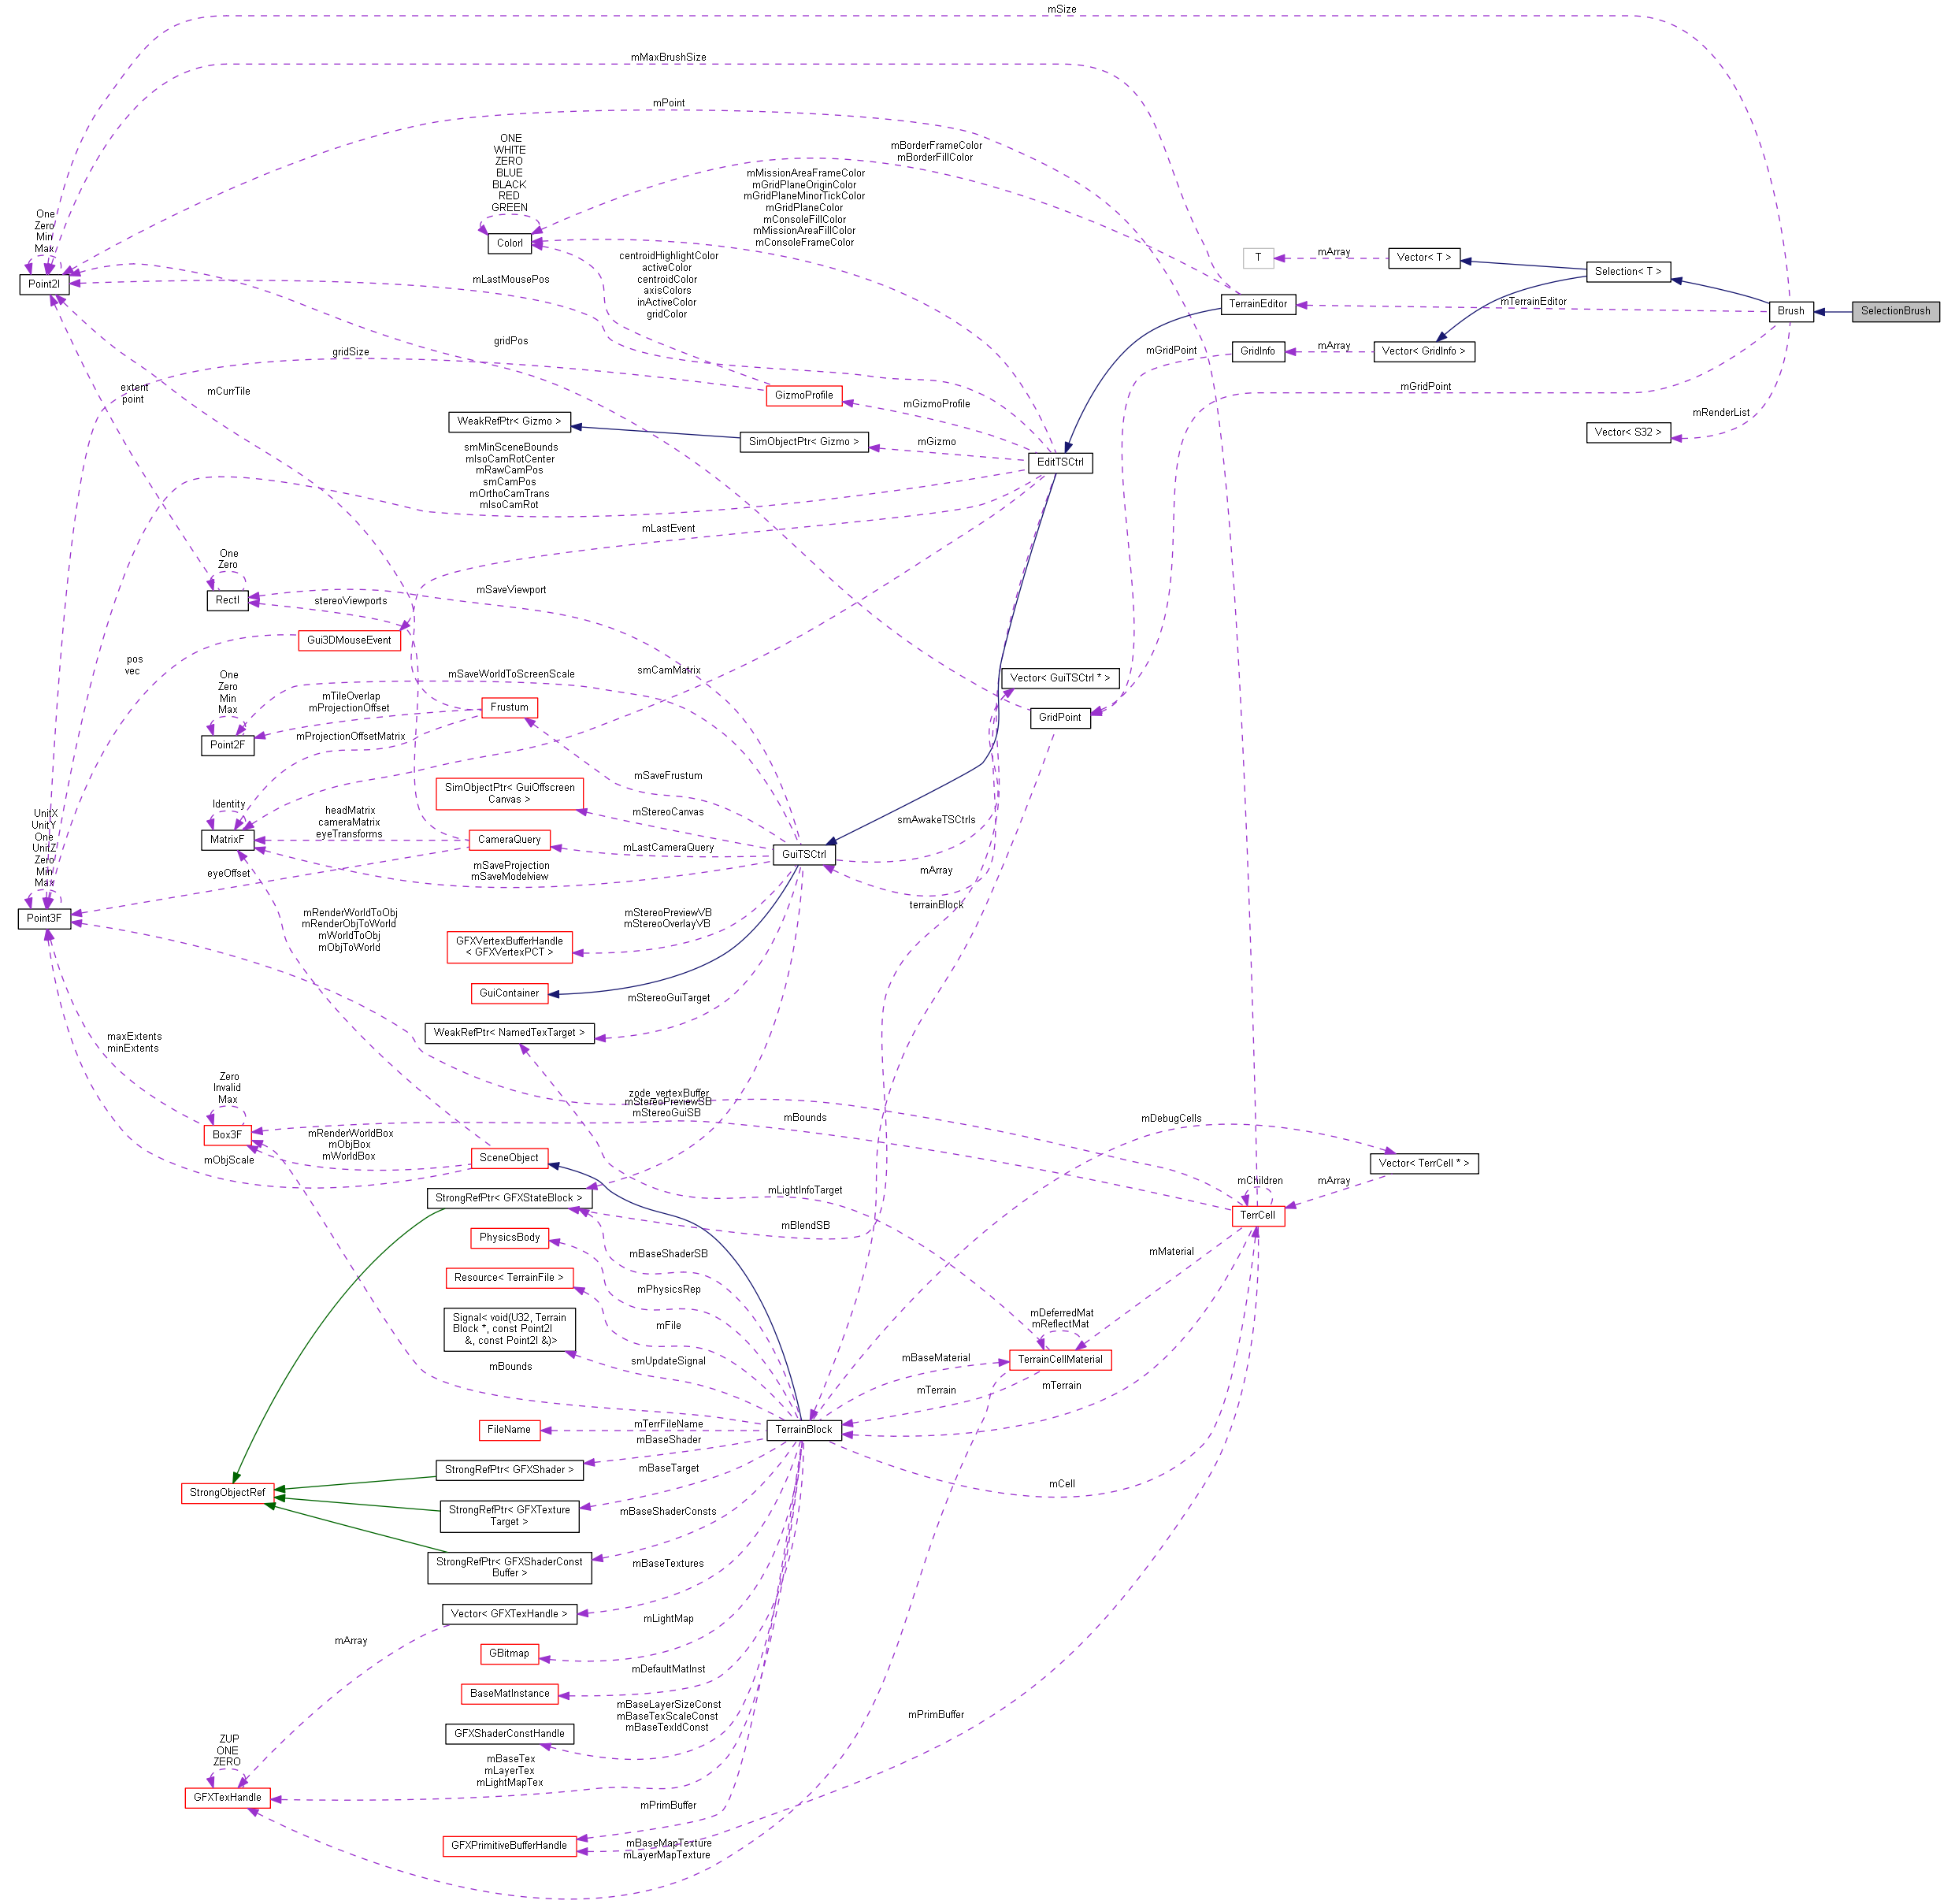 mSize
mMaxBrushSize
mPoint
ONE
WHITE
ZERO
BLUE
BLACK
RED
GREEN
mBorderFrameColor
mBorderFillColor
mMissionAreaFrameColor
mGridPlaneOriginColor
mGridPlaneMinorTickColor
mGridPlaneColor
mConsoleFillColor
mMissionAreaFillColor
mConsoleFrameColor
One
Zero
Min
Max
ColorI
centroidHighlightColor
activeColor
centroidColor
axisColors
inActiveColor
gridColor
mArray
T
Vector< T >
Selection< T >
Point2I
mLastMousePos
TerrainEditor
mTerrainEditor
Brush
SelectionBrush
gridSize
gridPos
mGridPoint
GridInfo
mArray
Vector< GridInfo >
extent
point
mCurrTile
GizmoProfile
mGizmoProfile
mGridPoint
mRenderList
WeakRefPtr< Gizmo >
SimObjectPtr< Gizmo >
mGizmo
Vector< S32 >
smMinSceneBounds
mIsoCamRotCenter
mRawCamPos
smCamPos
mOrthoCamTrans
mIsoCamRot
EditTSCtrl
mLastEvent
One
Zero
RectI
stereoViewports
mSaveViewport
Gui3DMouseEvent
pos
vec
One
Zero
Min
Max
mSaveWorldToScreenScale
smCamMatrix
mTileOverlap
mProjectionOffset
Frustum
Vector< GuiTSCtrl * >
GridPoint
Point2F
mProjectionOffsetMatrix
mSaveFrustum
SimObjectPtr< GuiOffscreen
Canvas >
Identity
headMatrix
cameraMatrix
eyeTransforms
mStereoCanvas
smAwakeTSCtrls
UnitX
UnitY
One
UnitZ
Zero
Min
Max
MatrixF
CameraQuery
mLastCameraQuery
GuiTSCtrl
eyeOffset
mSaveProjection
mSaveModelview
mArray
Point3F
mRenderWorldToObj
mRenderObjToWorld
mWorldToObj
mObjToWorld
mStereoPreviewVB
mStereoOverlayVB
terrainBlock
GFXVertexBufferHandle
< GFXVertexPCT >
GuiContainer
mStereoGuiTarget
WeakRefPtr< NamedTexTarget >
maxExtents
minExtents
Zero
Invalid
Max
zode_vertexBuffer
mStereoPreviewSB
mStereoGuiSB
mBounds
mDebugCells
Box3F
mRenderWorldBox
mObjBox
mWorldBox
mObjScale
SceneObject
Vector< TerrCell * >
mChildren
mArray
StrongRefPtr< GFXStateBlock >
mLightInfoTarget
TerrCell
PhysicsBody
mBlendSB
mBaseShaderSB
mMaterial
Resource< TerrainFile >
mPhysicsRep
Signal< void(U32, Terrain
Block *, const Point2I
&, const Point2I &)>
mFile
mDeferredMat
mReflectMat
mBounds
smUpdateSignal
mBaseMaterial
TerrainCellMaterial
mTerrain
mTerrain
FileName
mTerrFileName
TerrainBlock
mBaseShader
StrongRefPtr< GFXShader >
mBaseTarget
mCell
StrongObjectRef
StrongRefPtr< GFXTexture
Target >
mBaseShaderConsts
StrongRefPtr< GFXShaderConst
Buffer >
mBaseTextures
Vector< GFXTexHandle >
mLightMap
mArray
GBitmap
mDefaultMatInst
BaseMatInstance
mBaseLayerSizeConst
mBaseTexScaleConst
mBaseTexIdConst
GFXShaderConstHandle
ZUP
ONE
ZERO
mBaseTex
mLayerTex
mLightMapTex
mPrimBuffer
GFXTexHandle
mPrimBuffer
GFXPrimitiveBufferHandle
mBaseMapTexture
mLayerMapTexture